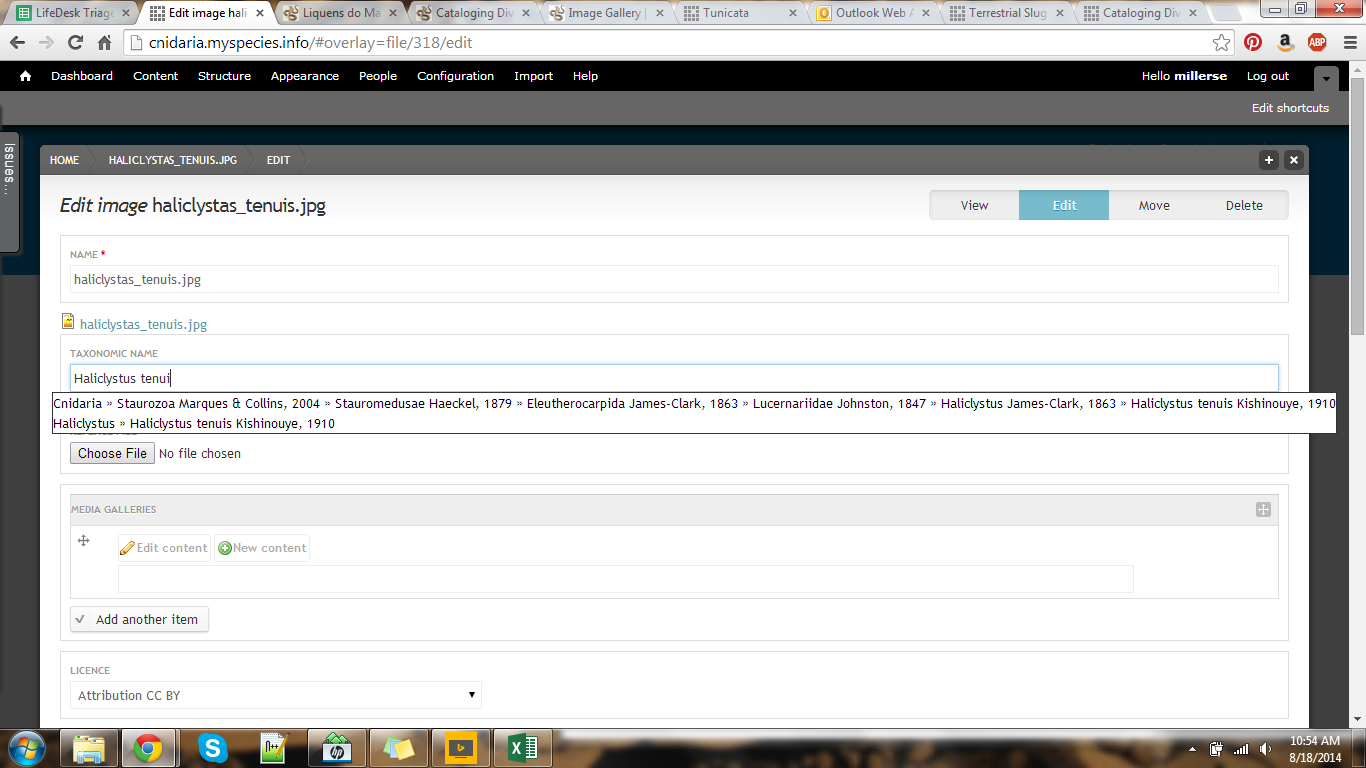 LifeDesk Triage
Edit image hali
Liquens do Ma
Cataloging Div
Image Gallery |
Tunicata
Outlook Web A
Terrestrial Slug
Cataloging Div
cnidaria.myspecies.info/#overlay=file/318/edit
ABP
Dashboard Content Structure Appearance People Configuration Import Help
Hello millerse Log out
Edit shortcuts
Issues...
HOME HALICLYSTAS_TENUIS.JPG EDIT
Edit image haliclystas_tenuis.jpg
View Edit Move Delete
NAME *
haliclystas_tenuis.jpg
haliclystas_tenuis.jpg
TAXONOMIC NAME
Haliclystus tenui
Cnidaria » Staurozoa Marques & Collins, 2004 » Stauromedusae Haeckel, 1879 » Eleutherocarpida James-Clark, 1863 » Lucernariidae Johnston, 1847 » Haliclystus James-Clark, 1863 » Haliclystus tenuis Kishinouye, 1910
Haliclystus » Haliclystus tenuis Kishinouye, 1910
Choose File No file chosen
MEDIA GALLERIES
Edit content New content
Add another item
LICENCE
Attribution CC BY
10:54 AM
8/18/2014